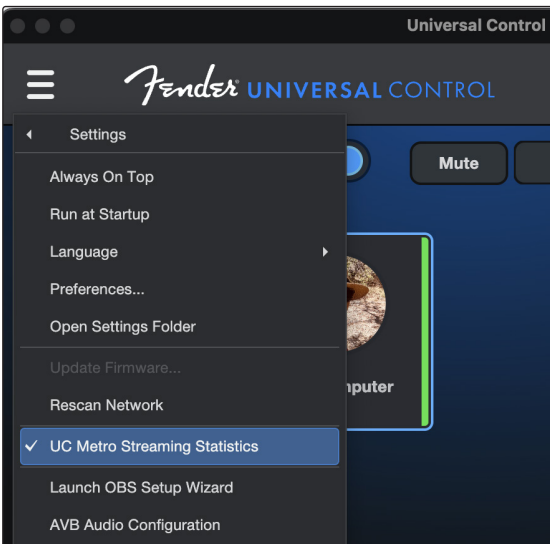 Universal Control
Fender UNIVERSAL CONTROL
Settings
Mute
Always On Top
Run at Startup
Language
Preferences...
Open Settings Folder
Update Firmware...
nputer
Rescan Network
UC Metro Streaming Statistics
Launch OBS Setup Wizard
AVB Audio Configuration